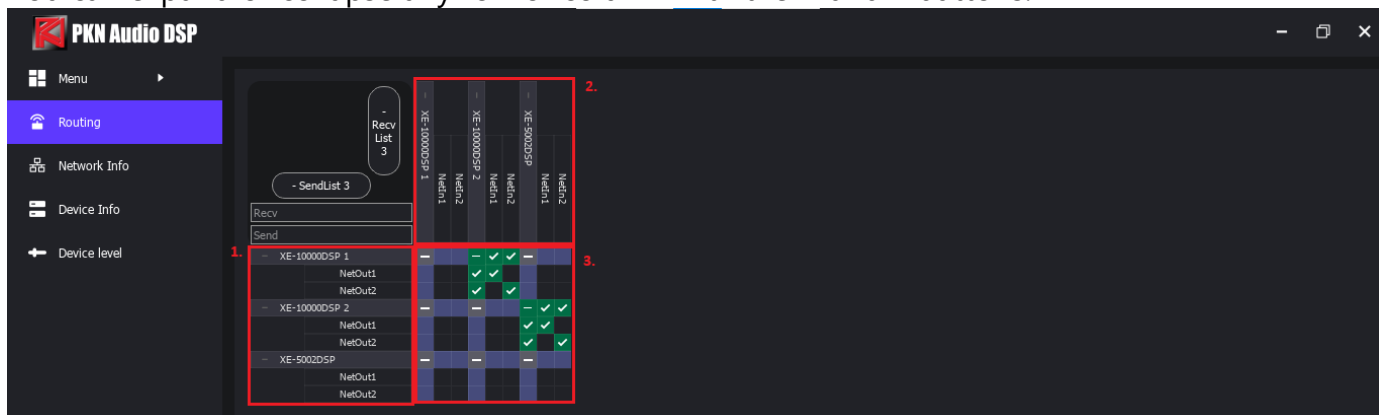 PKN Audio DSP
Menu
Routing
Network Info
Device Info
Device level
- Recv List 3
- SendList 3
Recv
Send
2.
XE-10000DSP 1
NetIn1
NetIn2
XE-10000DSP 2
NetIn1
NetIn2
XE-5002DSP
NetIn1
NetIn2
1.
XE-10000DSP 1
NetOut1
NetOut2
XE-10000DSP 2
NetOut1
NetOut2
XE-5002DSP
NetOut1
NetOut2
3.